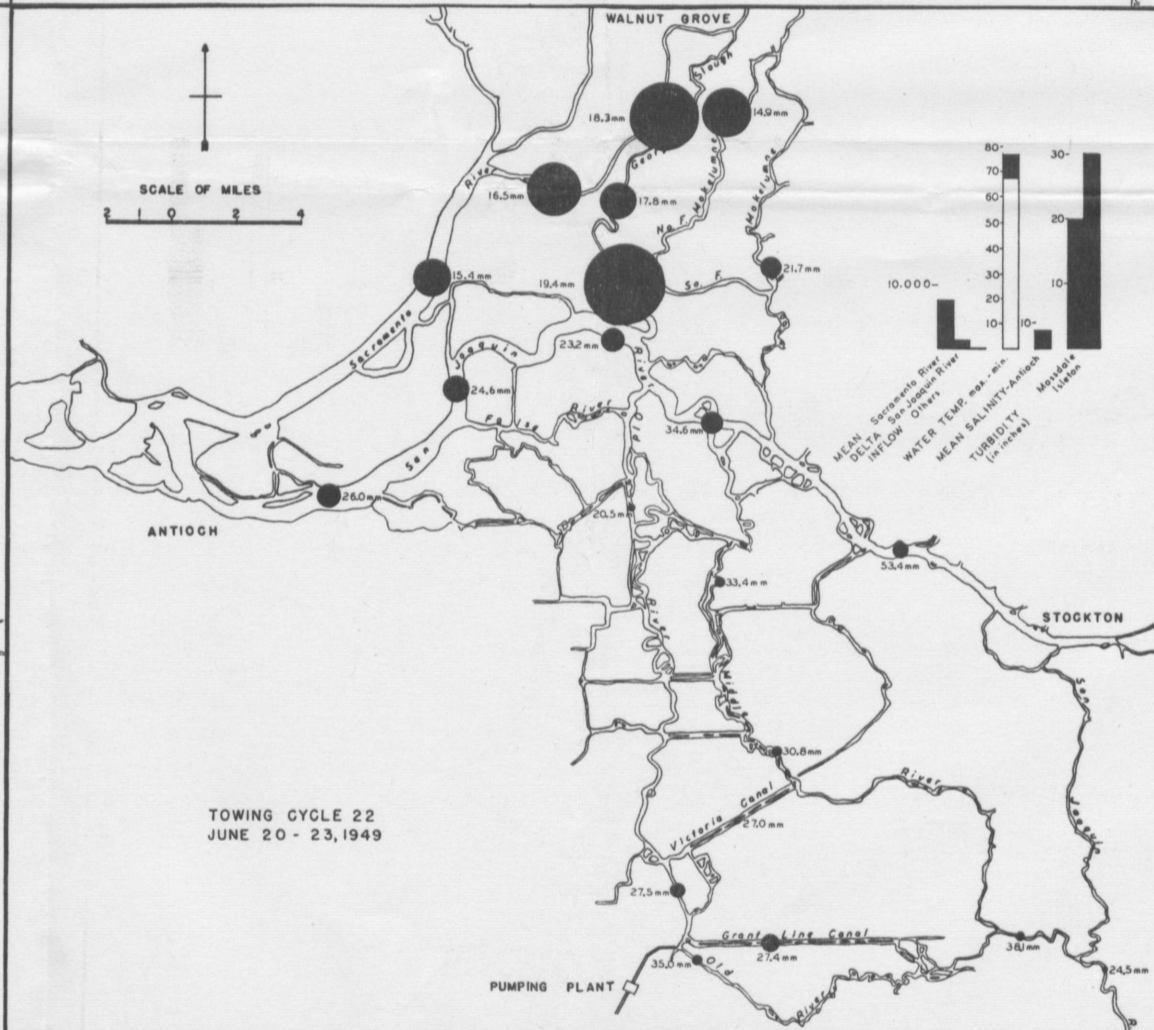 WALNUT GROVE
Slough
18.3mm
14.9mm
SCALE OF MILES
2 1 0 2 4
River
16.5mm
17.8mm
No. F. Mokelumne
Mokelumne
15.4mm
19.4mm
So. F.
21.7mm
80-
70-
60-
50-
40-
30-
20-
10-
30-
20
10-
10,000-
10-
MEAN DELTA INFLOW
Sacramento River
San Joaquin River
Others
WATER TEMP. max.-min.
MEAN SALINITY-Antioch
TURBIDITY (in inches)
Mossdale
Isleton
Sacramento
Joaquin
23.2mm
River
24.6mm
False River
San
34.6mm
Old
26.0mm
ANTIOCH
20.5mm
53.4mm
33.4mm
River
STOCKTON
Middle
San
30.8mm
River
Joaquin
TOWING CYCLE 22
JUNE 20 - 23, 1949
Victoria Canal
27.0mm
27.5mm
Grant Line Canal
27.4mm
38.1mm
35.0mm
Old
24.5mm
PUMPING PLANT
River
R